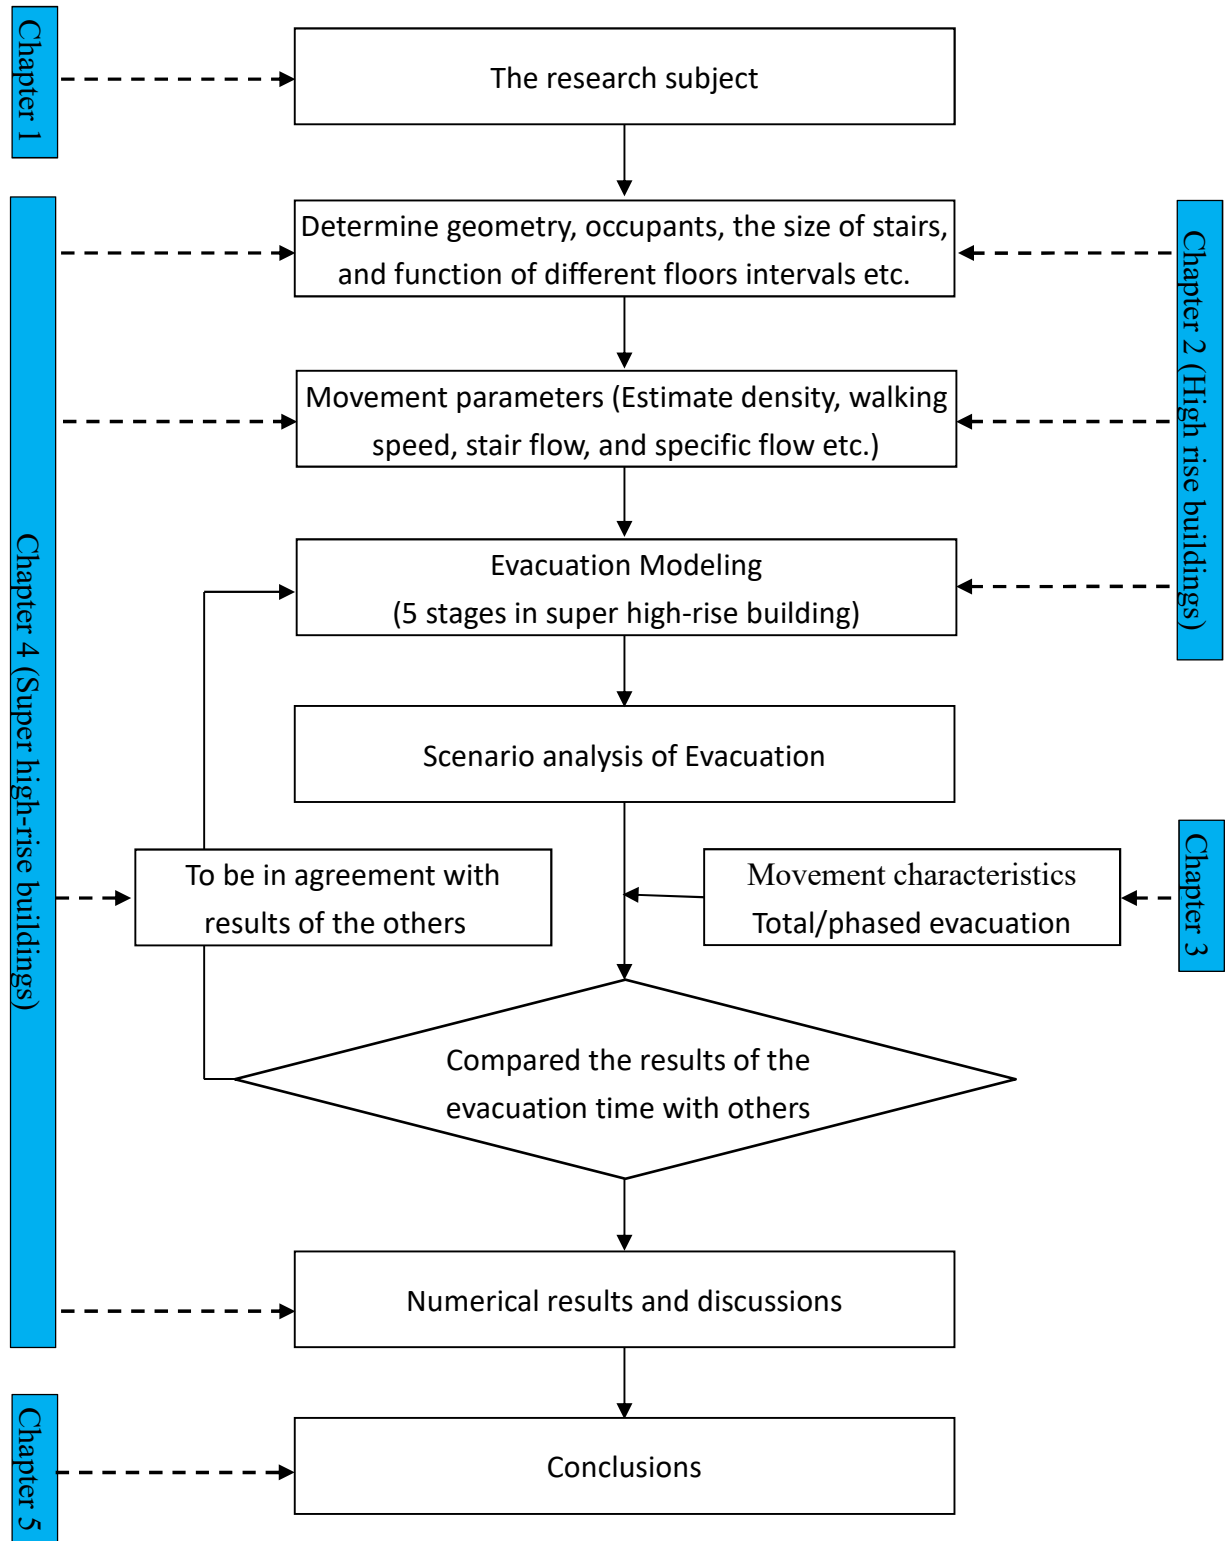 Chapter 1
The research subject
Determine geometry, occupants, the size of stairs,
and function of different floors intervals etc.
Chapter 2 (High rise buildings)
Movement parameters (Estimate density, walking
speed, stair flow, and specific flow etc.)
Evacuation Modeling
(5 stages in super high-rise building)
Chapter 4 (Super high-rise buildings)
Scenario analysis of Evacuation
To be in agreement with
results of the others
Movement characteristics
Total/phased evacuation
Chapter 3
Compared the results of the
evacuation time with others
Numerical results and discussions
Chapter 5
Conclusions